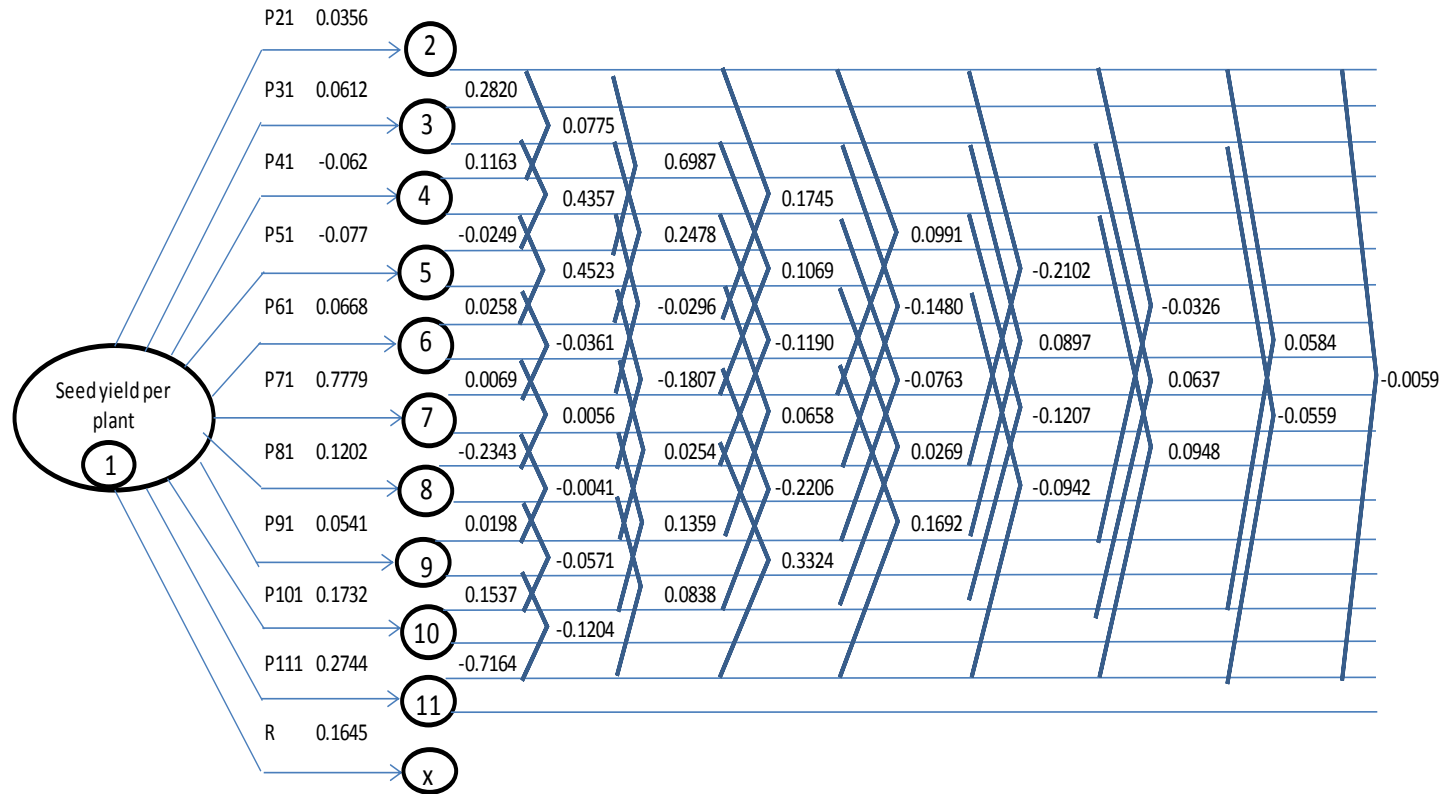 P21 0.0356
2
P31 0.0612 0.2820
3 0.0775
P41 -0.062 0.1163 0.6987
4 0.4357 0.1745
P51 -0.077 -0.0249 0.2478 0.0991
5 0.4523 0.1069 -0.2102
P61 0.0668 0.0258 -0.0296 -0.1480 -0.0326
6 -0.0361 -0.1190 0.0897 0.0584
P71 0.7779 0.0069 -0.1807 -0.0763 0.0637 -0.0059
Seed yield per
plant
1
7 0.0056 0.0658 -0.1207 -0.0559
P81 0.1202 -0.2343 0.0254 0.0269 0.0948
8 -0.0041 -0.2206 -0.0942
P91 0.0541 0.0198 0.1359 0.1692
9 -0.0571 0.3324
P101 0.1732 0.1537 0.0838
10 -0.1204
P111 0.2744 -0.7164
11
R 0.1645
x